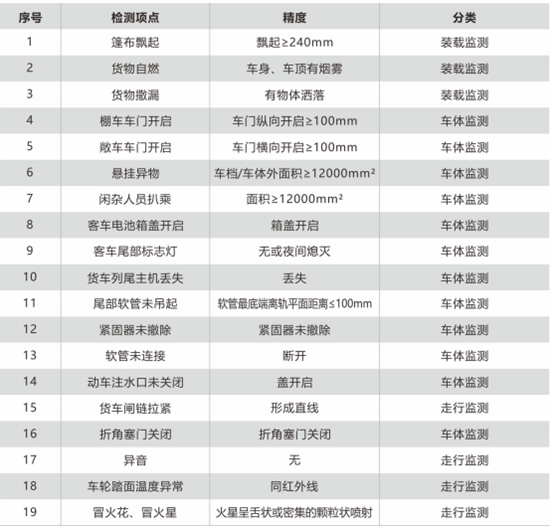 序号 检测项点 精度 分类
1 篷布飘起 飘起≥240mm 装载监测
2 货物自燃 车身、车顶有烟雾 装载监测
3 货物撒漏 有物体洒落 装载监测
4 棚车车门开启 车门纵向开启≥100mm 车体监测
5 敞车车门开启 车门横向开启≥100mm 车体监测
6 悬挂异物 车档/车体外面积≥12000mm² 车体监测
7 闲杂人员扒乘 面积≥12000mm² 车体监测
8 客车电池箱盖开启 箱盖开启 车体监测
9 客车尾部标志灯 无或夜间熄灭 车体监测
10 货车列尾主机丢失 丢失 车体监测
11 尾部软管未吊起 软管最底端离轨平面距离≤100mm 车体监测
12 紧固器未撤除 紧固器未撤除 车体监测
13 软管未连接 断开 车体监测
14 动车注水口未关闭 盖开启 车体监测
15 货车闸链拉紧 形成直线 走行监测
16 折角塞门关闭 折角塞门关闭 车体监测
17 异音 无 走行监测
18 车轮踏面温度异常 同红外线 走行监测
19 冒火花、冒火星 火星呈舌状或密集的颗粒状喷射 走行监测